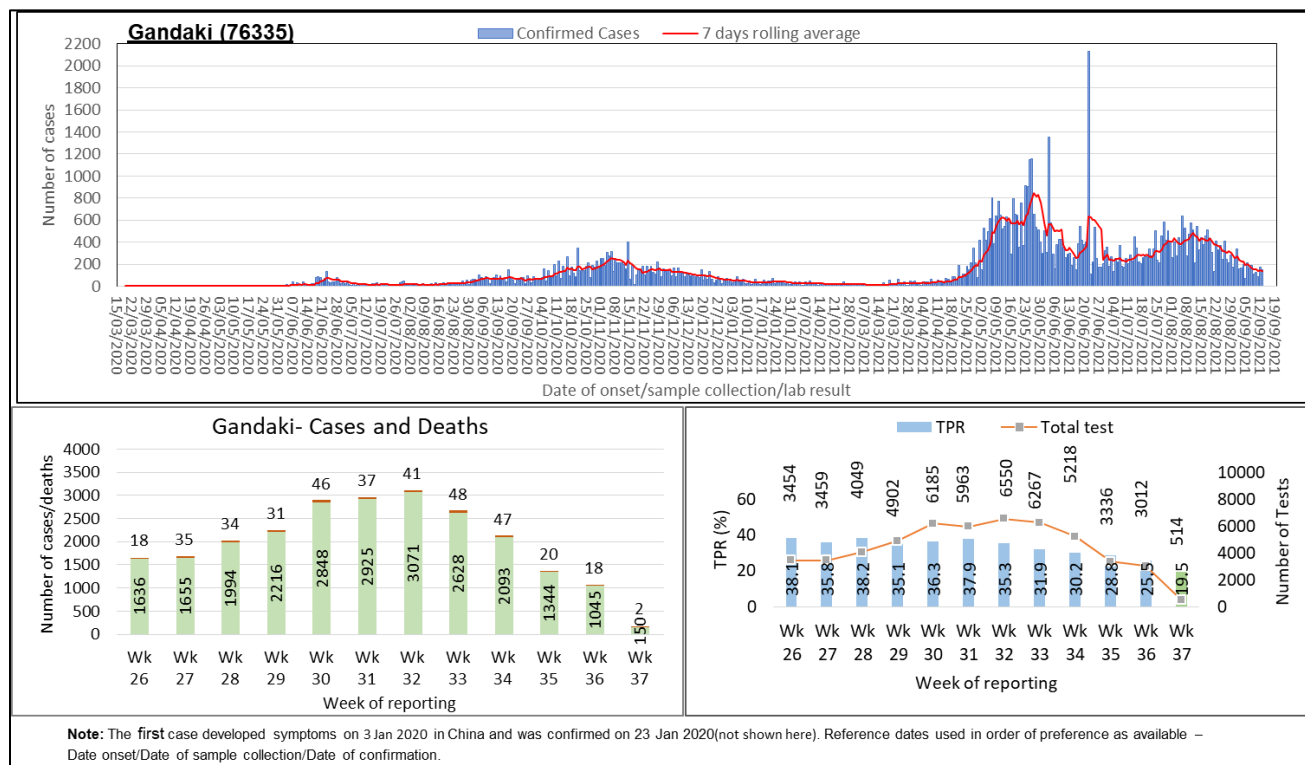 Gandaki (76335)
Confirmed Cases 7 days rolling average
Number of cases
2200
2000
1800
1600
1400
1200
1000
800
600
400
200
0
15/03/2020 22/03/2020 29/03/2020 05/04/2020 12/04/2020 19/04/2020 26/04/2020 03/05/2020 10/05/2020 17/05/2020 24/05/2020 31/05/2020 07/06/2020 14/06/2020 21/06/2020 28/06/2020 05/07/2020 12/07/2020 19/07/2020 26/07/2020 02/08/2020 09/08/2020 16/08/2020 23/08/2020 30/08/2020 06/09/2020 13/09/2020 20/09/2020 27/09/2020 04/10/2020 11/10/2020 18/10/2020 25/10/2020 01/11/2020 08/11/2020 15/11/2020 22/11/2020 29/11/2020 06/12/2020 13/12/2020 20/12/2020 27/12/2020 03/01/2021 10/01/2021 17/01/2021 24/01/2021 31/01/2021 07/02/2021 14/02/2021 21/02/2021 28/02/2021 07/03/2021 14/03/2021 21/03/2021 28/03/2021 04/04/2021 11/04/2021 18/04/2021 25/04/2021 02/05/2021 09/05/2021 16/05/2021 23/05/2021 30/05/2021 06/06/2021 13/06/2021 20/06/2021 27/06/2021 04/07/2021 11/07/2021 18/07/2021 25/07/2021 01/08/2021 08/08/2021 15/08/2021 22/08/2021 29/08/2021 05/09/2021 12/09/2021 19/09/2021
Date of onset/sample collection/lab result
Gandaki- Cases and Deaths
Number of cases/deaths
4000
3500
3000
2500
2000
1500
1000
500
0
18 35 34 31 46 37 41 48 47 20 18 2
1636 1655 1994 2216 2848 2925 3071 2628 2093 1344 1045 150
Wk Wk Wk Wk Wk Wk Wk Wk Wk Wk Wk Wk
26 27 28 29 30 31 32 33 34 35 36 37
Week of reporting
TPR Total test
TPR (%)
60
40
20
0
3454 3459 4049 4902 6185 5963 6550 6267 5218 3336 3012 514
38.1 35.8 38.2 35.1 36.3 37.9 35.3 31.9 30.2 28.8 25.5 19.5
10000
8000
6000
4000
2000
0
Number of Tests
Wk Wk Wk Wk Wk Wk Wk Wk Wk Wk Wk Wk
26 27 28 29 30 31 32 33 34 35 36 37
Week of reporting
Note: The first case developed symptoms on 3 Jan 2020 in China and was confirmed on 23 Jan 2020(not shown here). Reference dates used in order of preference as available –
Date onset/Date of sample collection/Date of confirmation.